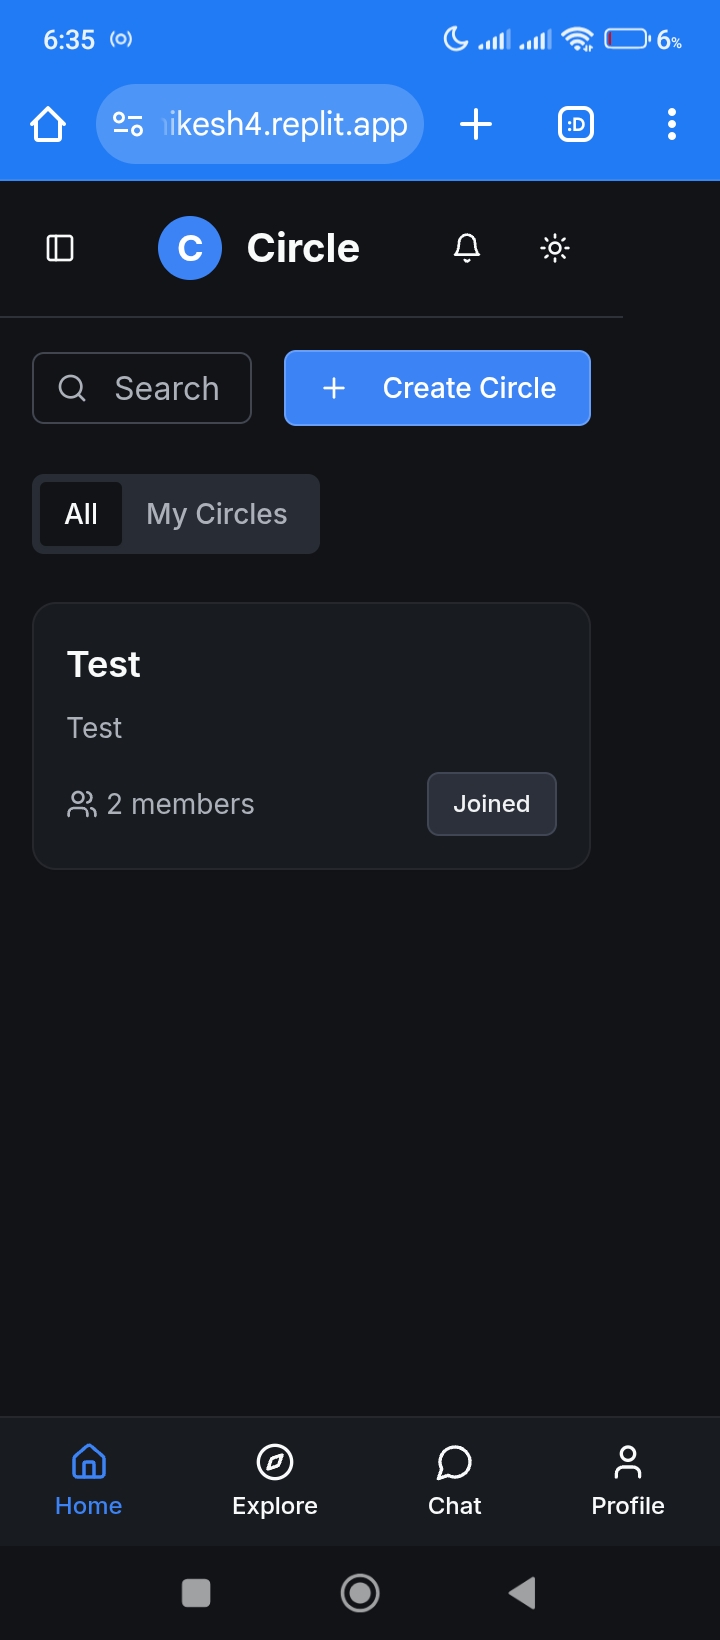 6:35 6%
ikesh4.replit.app :D
C Circle
Search Create Circle
All My Circles
Test
Test
2 members Joined
Home Explore Chat Profile